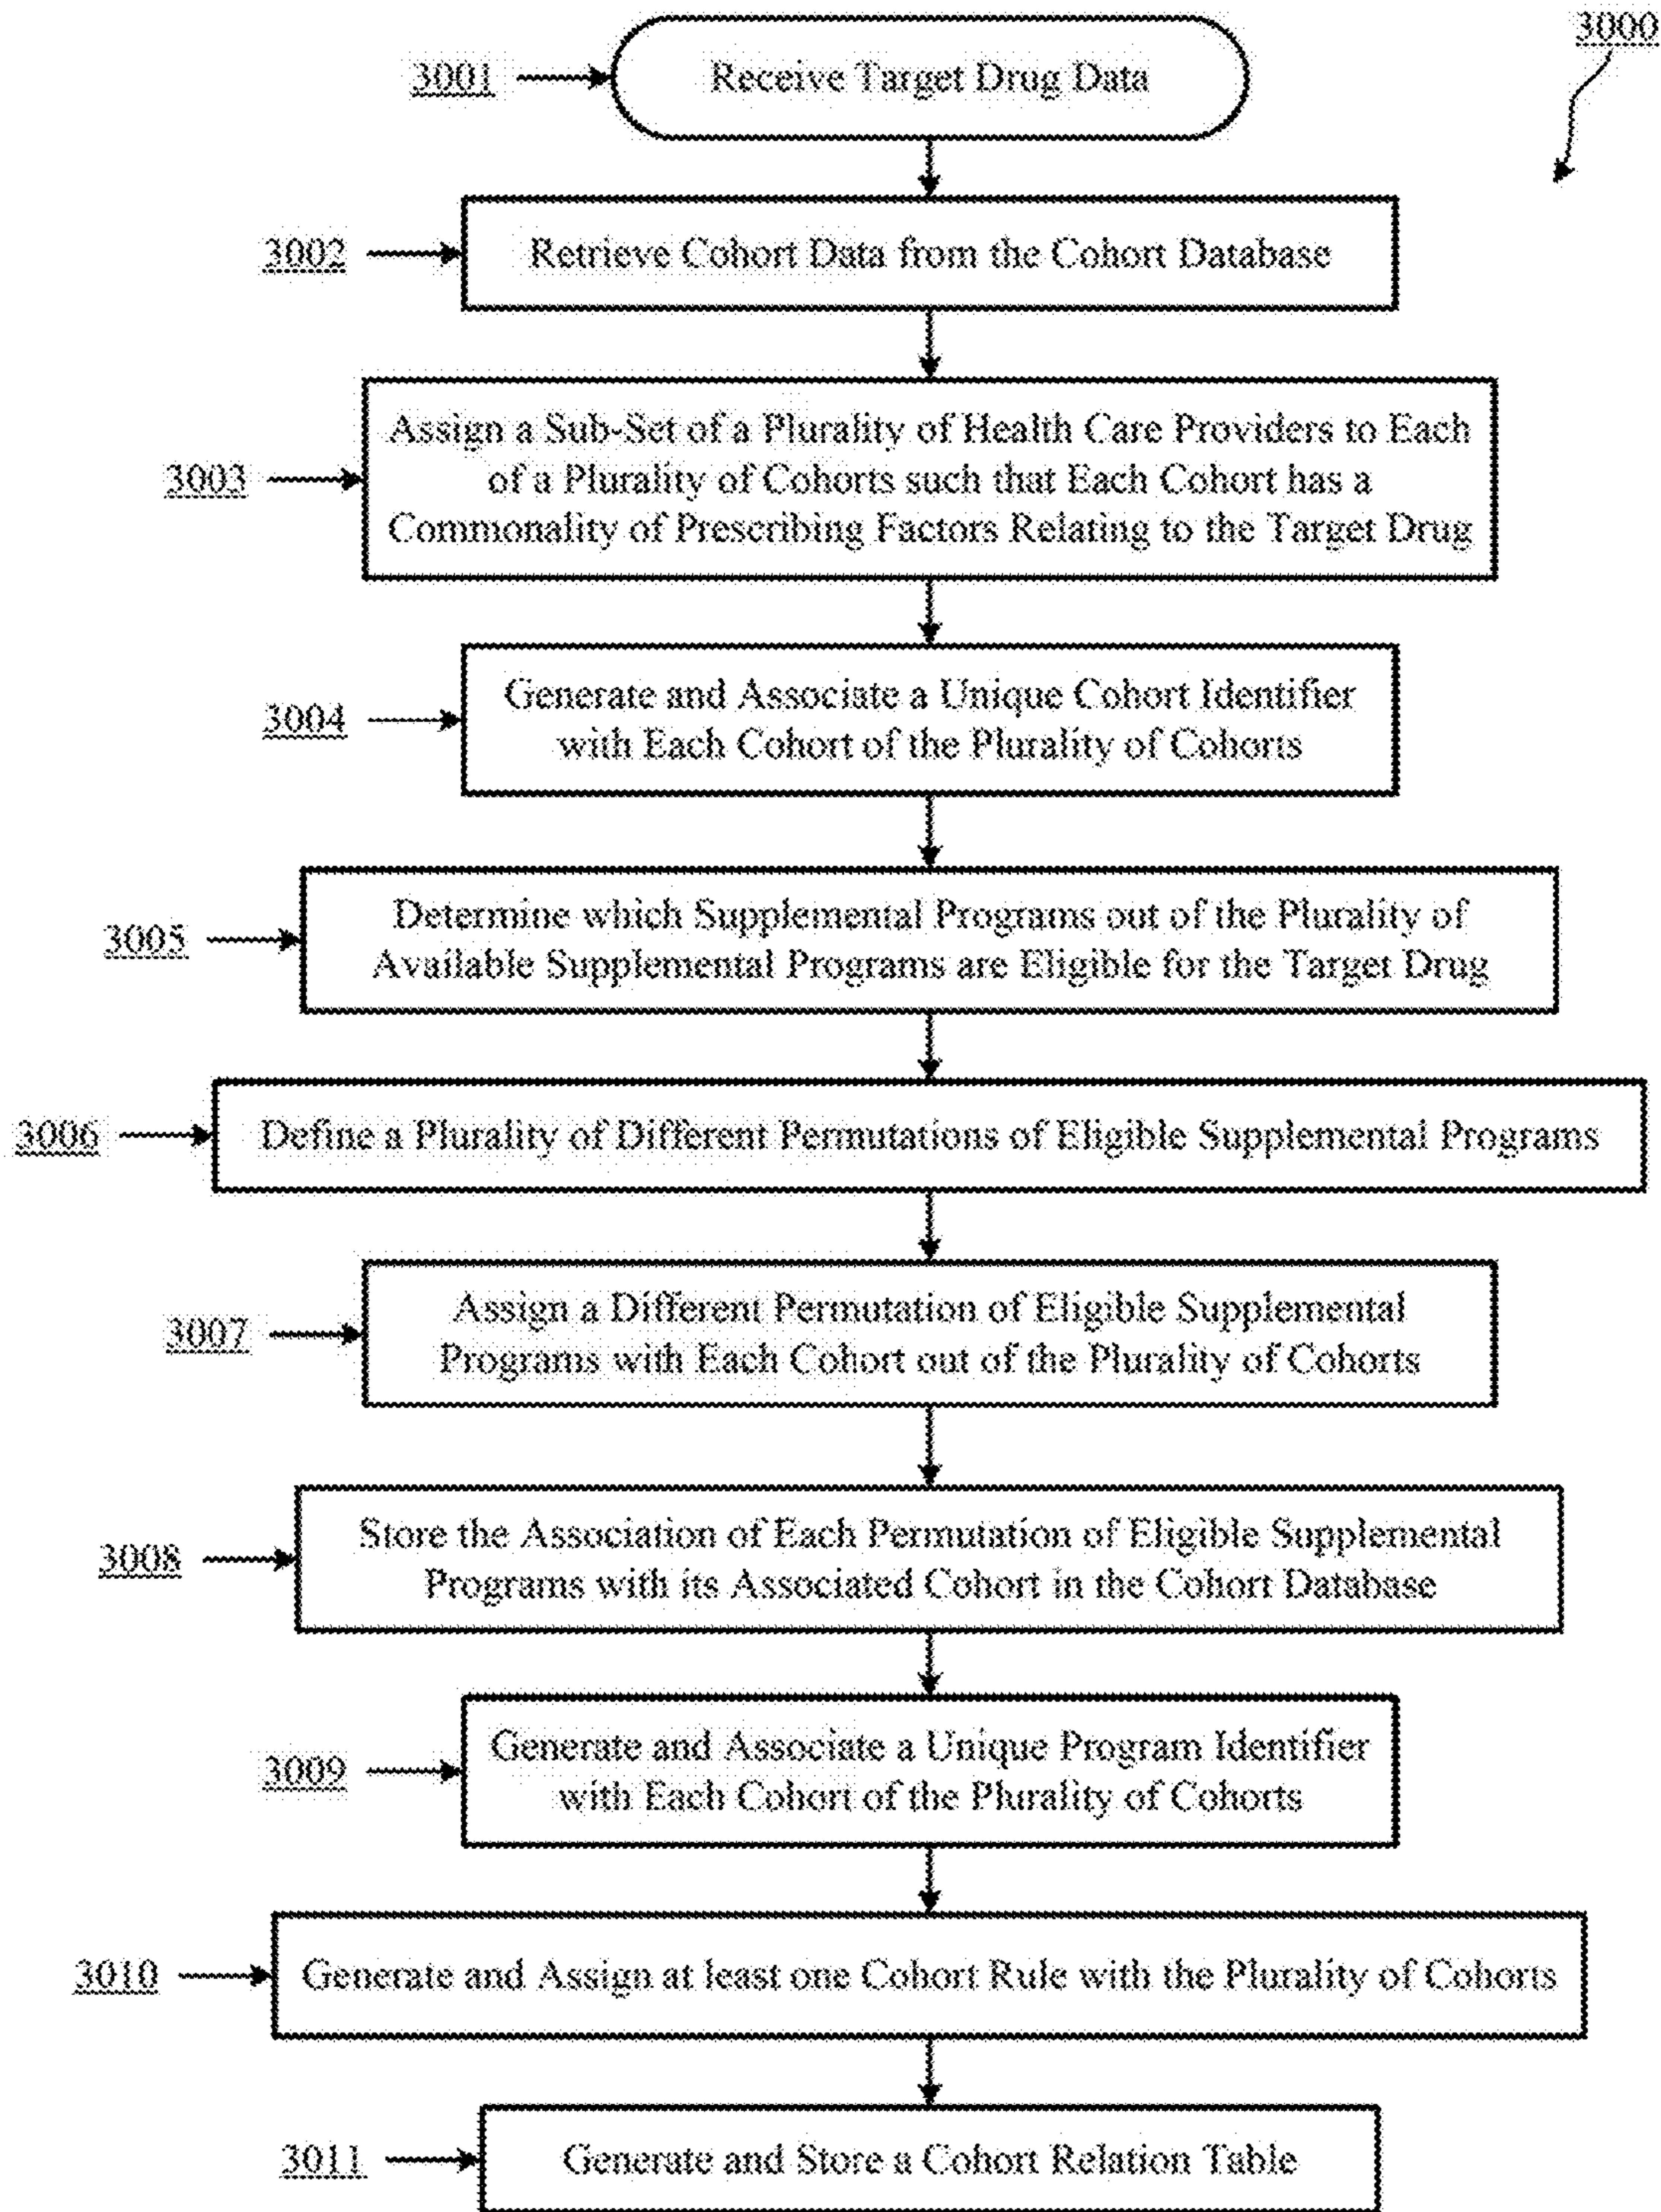 3000
3001
Receive Target Drug Data
3002
Retrieve Cohort Data from the Cohort Database
3003
Assign a Sub-Set of a Plurality of Health Care Providers to Each
of a Plurality of Cohorts such that Each Cohort has a
Commonality of Prescribing Factors Relating to the Target Drug
3004
Generate and Associate a Unique Cohort Identifier
with Each Cohort of the Plurality of Cohorts
3005
Determine which Supplemental Programs out of the Plurality of
Available Supplemental Programs are Eligible for the Target Drug
3006
Define a Plurality of Different Permutations of Eligible Supplemental Programs
3007
Assign a Different Permutation of Eligible Supplemental
Programs with Each Cohort out of the Plurality of Cohorts
3008
Store the Association of Each Permutation of Eligible Supplemental
Programs with its Associated Cohort in the Cohort Database
3009
Generate and Associate a Unique Program Identifier
with Each Cohort of the Plurality of Cohorts
3010
Generate and Assign at least one Cohort Rule with the Plurality of Cohorts
3011
Generate and Store a Cohort Relation Table